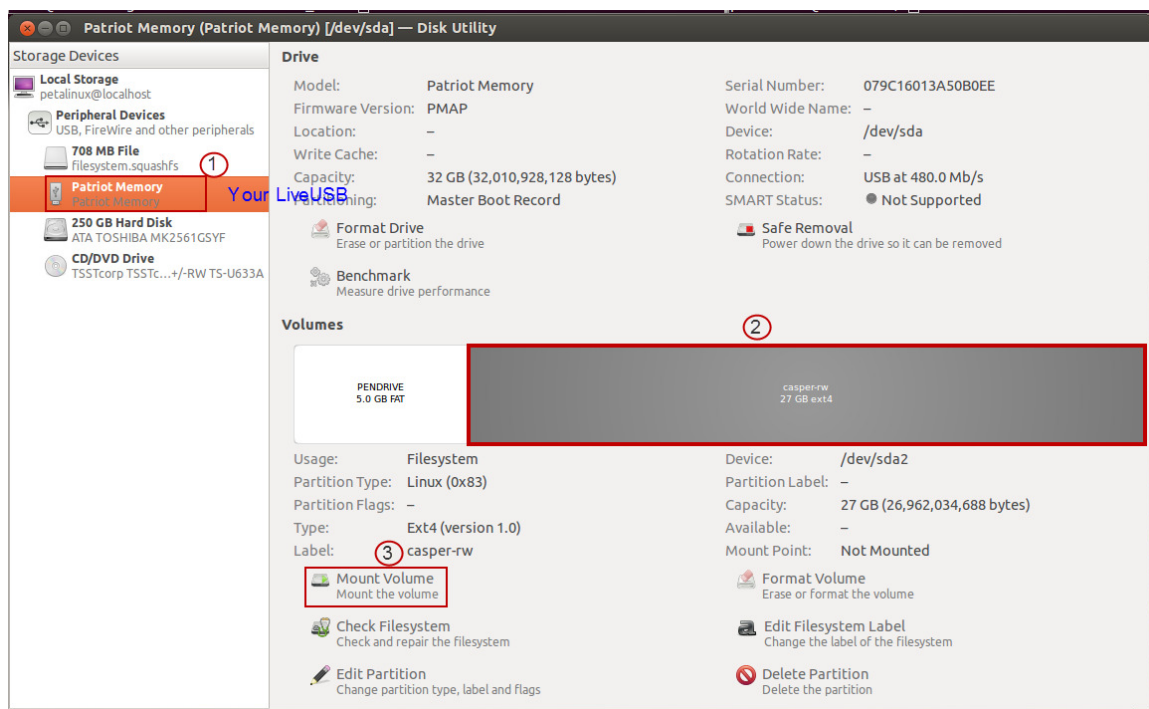 Patriot Memory (Patriot Memory) [/dev/sda] — Disk Utility
Storage Devices
Local Storage
petalinux@localhost
Peripheral Devices
USB, FireWire and other peripherals
708 MB File
filesystem.squashfs
1
Patriot Memory
Patriot Memory
Your LiveUSB
250 GB Hard Disk
ATA TOSHIBA MK2561GSYF
CD/DVD Drive
TSSTcorp TSSTc...+/-RW TS-U633A
Drive
Model: Patriot Memory Serial Number: 079C16013A50B0EE
Firmware Version: PMAP World Wide Name: –
Location: – Device: /dev/sda
Write Cache: – Rotation Rate: –
Capacity: 32 GB (32,010,928,128 bytes) Connection: USB at 480.0 Mb/s
Partitioning: Master Boot Record SMART Status: Not Supported
Format Drive Safe Removal
Erase or partition the drive Power down the drive so it can be removed
Benchmark
Measure drive performance
Volumes
2
PENDRIVE casper-rw
5.0 GB FAT 27 GB ext4
Usage: Filesystem Device: /dev/sda2
Partition Type: Linux (0x83) Partition Label: –
Partition Flags: – Capacity: 27 GB (26,962,034,688 bytes)
Type: Ext4 (version 1.0) Available: –
Label: 3 casper-rw Mount Point: Not Mounted
Mount Volume Format Volume
Mount the volume Erase or format the volume
Check Filesystem Edit Filesystem Label
Check and repair the filesystem Change the label of the filesystem
Edit Partition Delete Partition
Change partition type, label and flags Delete the partition